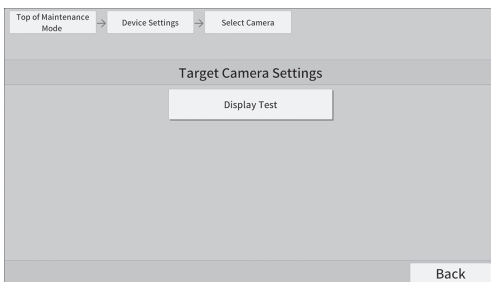 Top of Maintenance
Mode
→
Device Settings
→
Select Camera
Target Camera Settings
Display Test
Back